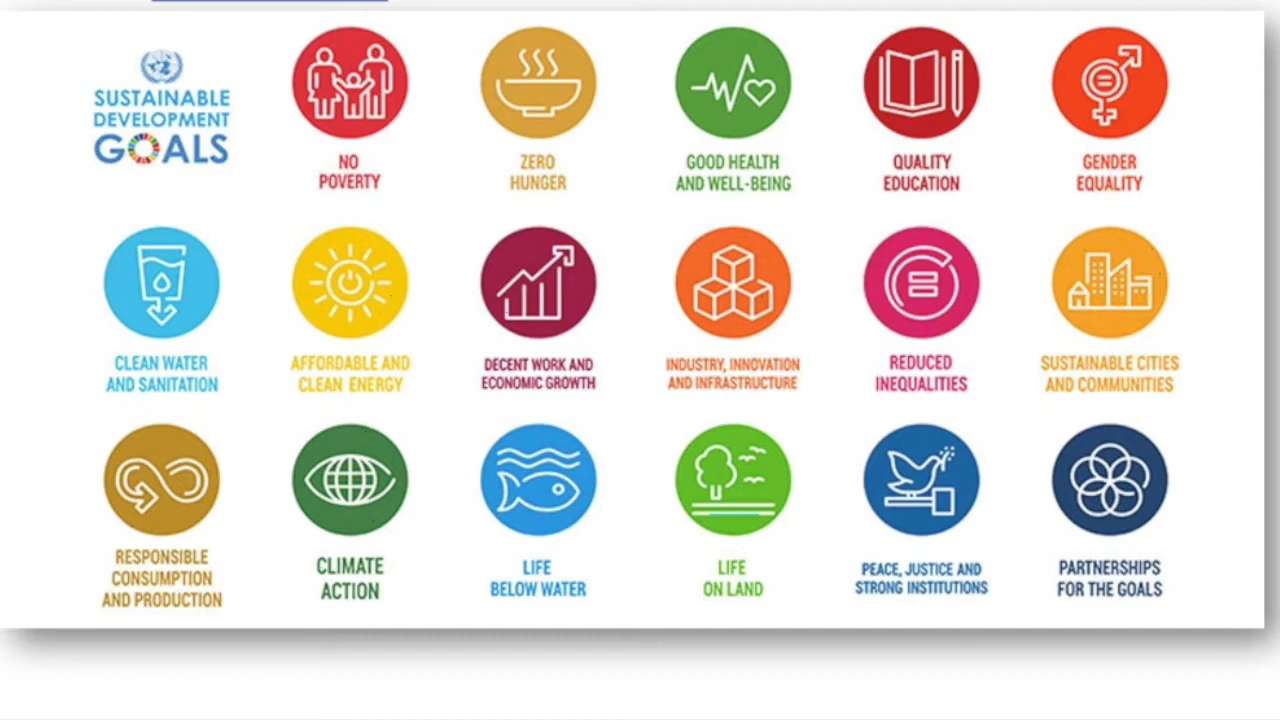 SUSTAINABLE
DEVELOPMENT
GOALS
NO
POVERTY
ZERO
HUNGER
GOOD HEALTH
AND WELL-BEING
QUALITY
EDUCATION
GENDER
EQUALITY
CLEAN WATER
AND SANITATION
AFFORDABLE AND
CLEAN ENERGY
DECENT WORK AND
ECONOMIC GROWTH
INDUSTRY, INNOVATION
AND INFRASTRUCTURE
REDUCED
INEQUALITIES
SUSTAINABLE CITIES
AND COMMUNITIES
RESPONSIBLE
CONSUMPTION
AND PRODUCTION
CLIMATE
ACTION
LIFE
BELOW WATER
LIFE
ON LAND
PEACE, JUSTICE AND
STRONG INSTITUTIONS
PARTNERSHIPS
FOR THE GOALS